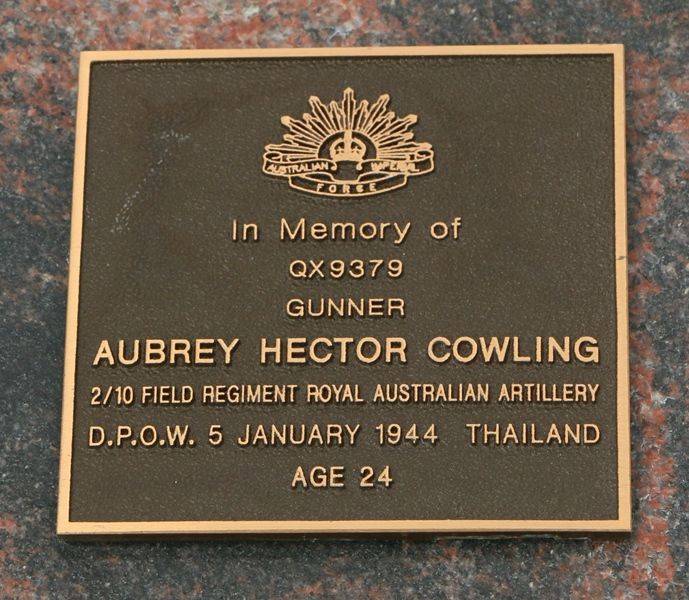 AUSTRALIAN IMPERIAL
FORCE
In Memory of
QX9379
GUNNER
AUBREY HECTOR COWLING
2/10 FIELD REGIMENT ROYAL AUSTRALIAN ARTILLERY
D.P.O.W. 5 JANUARY 1944 THAILAND
AGE 24